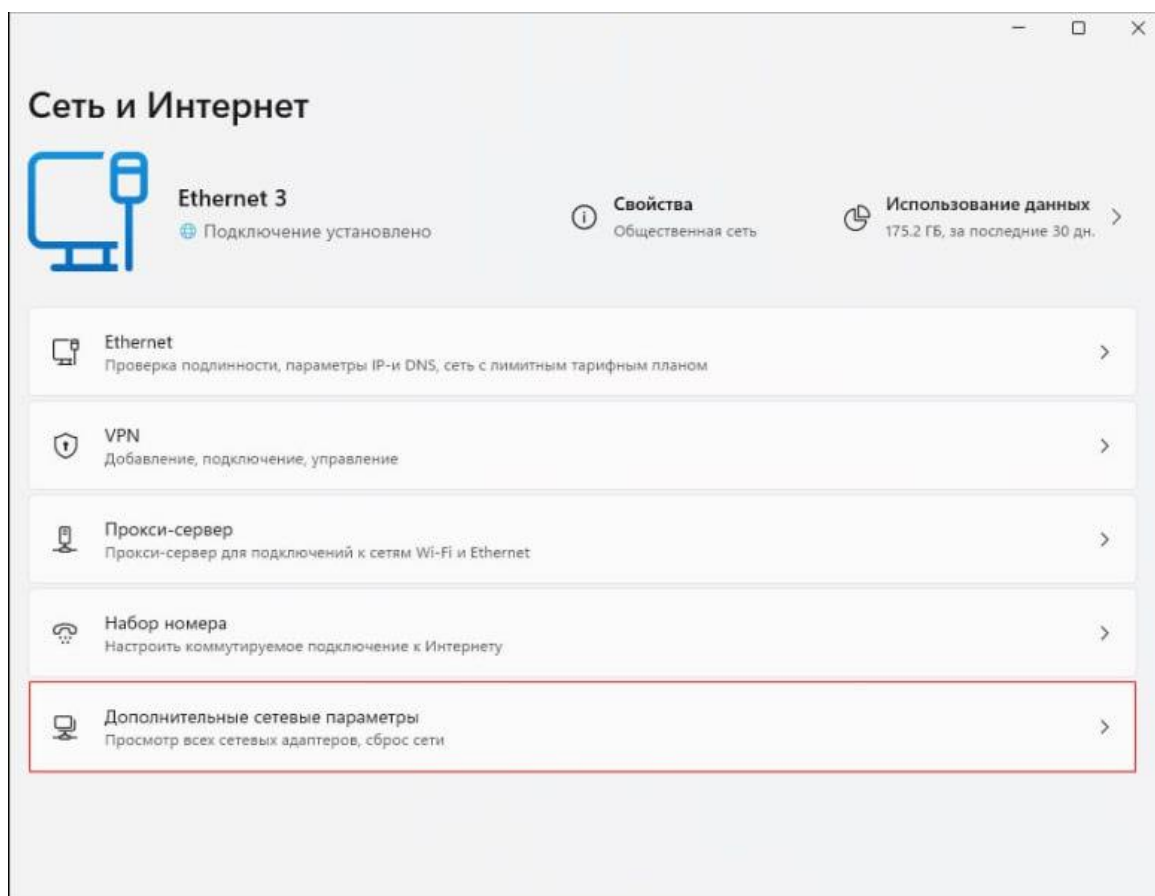 Сеть и Интернет
Ethernet 3
Подключение установлено
Свойства
Общественная сеть
Использование данных
175.2 ГБ, за последние 30 дн.
Ethernet
Проверка подлинности, параметры IP-и DNS, сеть с лимитным тарифным планом
VPN
Добавление, подключение, управление
Прокси-сервер
Прокси-сервер для подключений к сетям Wi-Fi и Ethernet
Набор номера
Настроить коммутируемое подключение к Интернету
Дополнительные сетевые параметры
Просмотр всех сетевых адаптеров, сброс сети